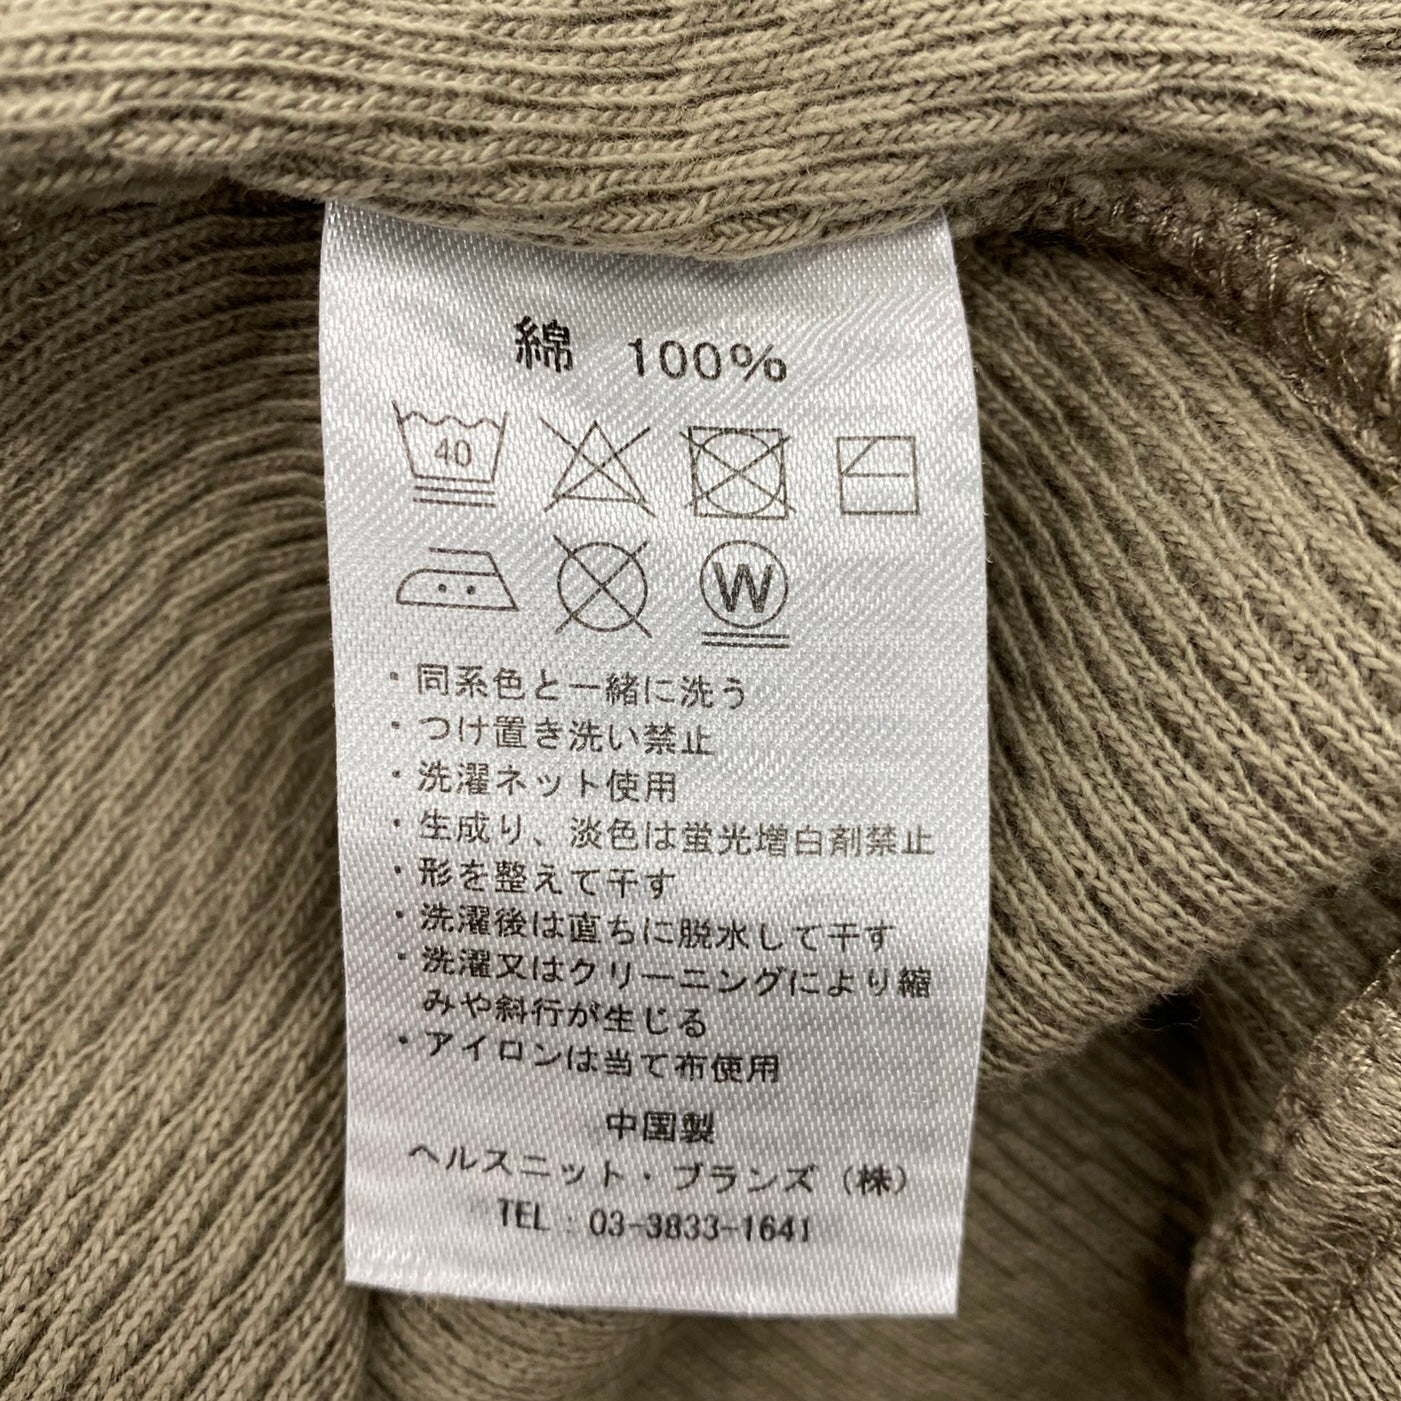 綿 100%
40
W
・同系色と一緒に洗う
・つけ置き洗い禁止
・洗濯ネット使用
・生成り、淡色は蛍光増白剤禁止
・形を整えて干す
・洗濯後は直ちに脱水して干す
・洗濯又はクリーニングにより縮
みや斜行が生じる
・アイロンは当て布使用
中国製
ヘルスニット・ブランズ(株)
TEL:03-3833-1641